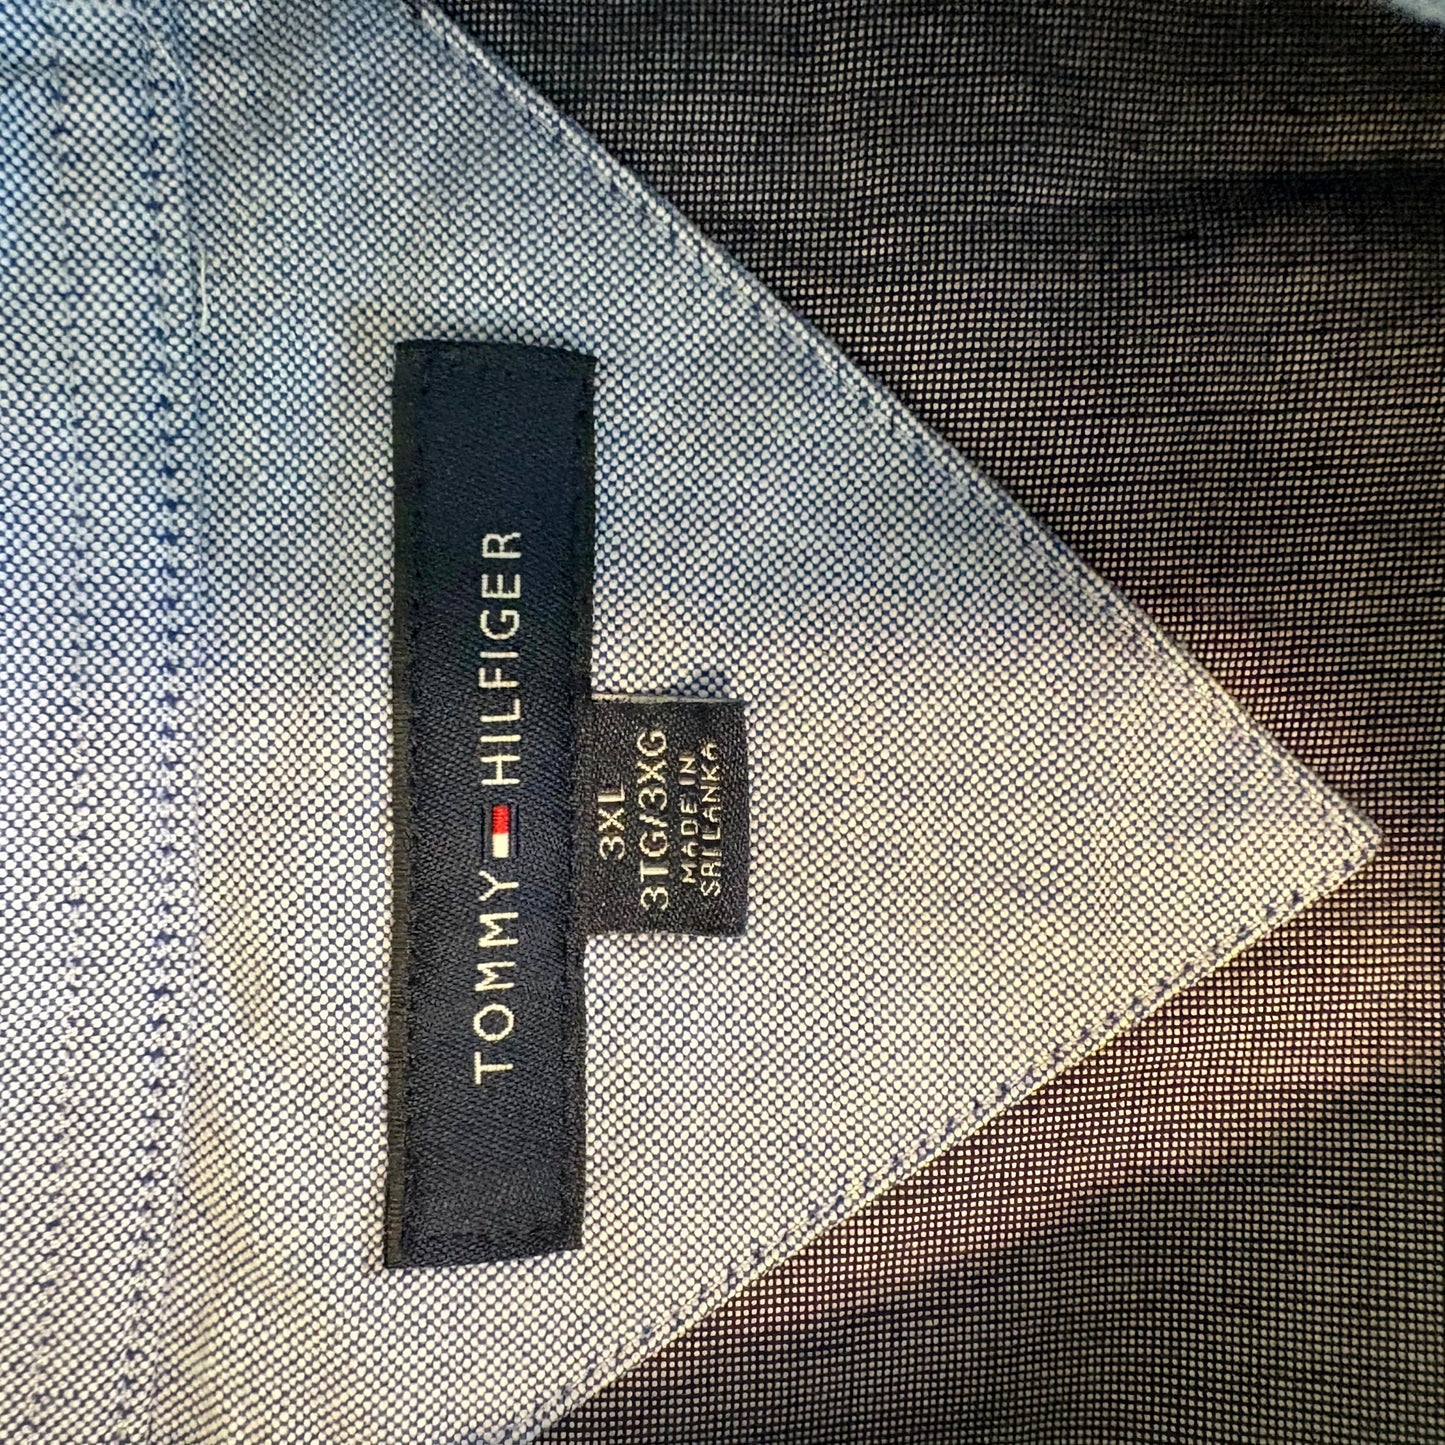 TOMMY HILFIGER
3XL
3TG/3XG
MADE IN
SRI LANKA